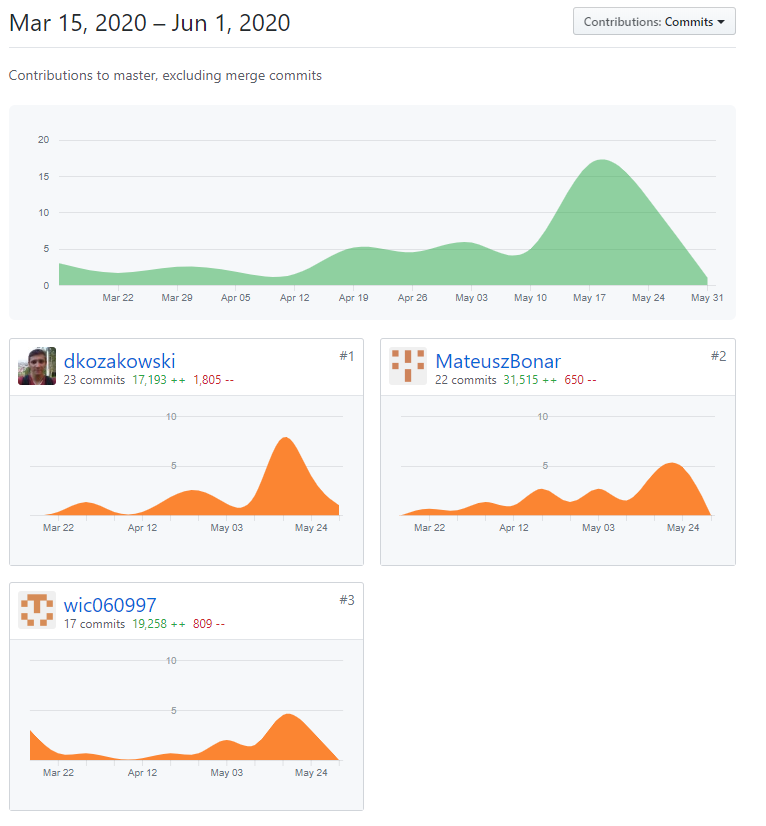 Mar 15, 2020 – Jun 1, 2020
Contributions: Commits
Contributions to master, excluding merge commits
20
15
10
5
0
Mar 22 Mar 29 Apr 05 Apr 12 Apr 19 Apr 26 May 03 May 10 May 17 May 24 May 31
dkozakowski #1
23 commits 17,193 ++ 1,805 --
10
5
Mar 22 Apr 12 May 03 May 24
MateuszBonar #2
22 commits 31,515 ++ 650 --
10
5
Mar 22 Apr 12 May 03 May 24
wic060997 #3
17 commits 19,258 ++ 809 --
10
5
Mar 22 Apr 12 May 03 May 24